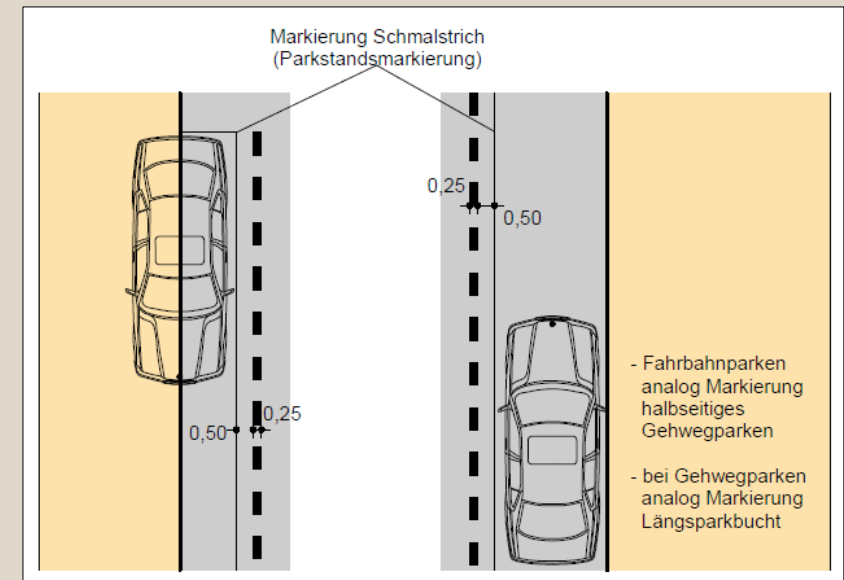 Markierung Schmalstrich
(Parkstandsmarkierung)
0,25
0,50
0,50
0,25
- Fahrbahnparken
analog Markierung
halbseitiges
Gehwegparken
- bei Gehwegparken
analog Markierung
Längsparkbucht